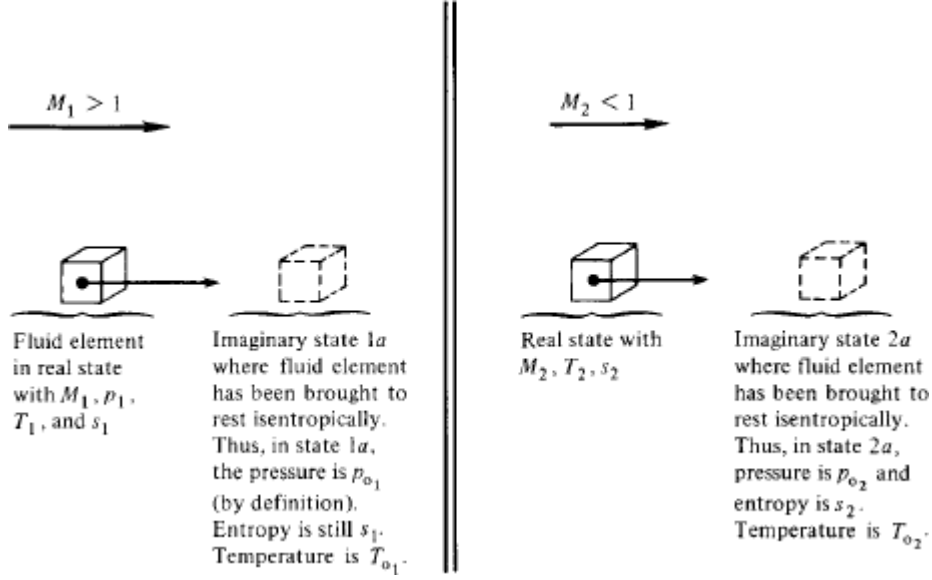 M₁ > 1
M₂ < 1
Fluid element
in real state
with M₁, p₁,
T₁, and s₁
Imaginary state 1a
where fluid element
has been brought to
rest isentropically.
Thus, in state 1a,
the pressure is pₒ₁
(by definition).
Entropy is still s₁.
Temperature is Tₒ₁.
Real state with
M₂, T₂, s₂
Imaginary state 2a
where fluid element
has been brought to
rest isentropically.
Thus, in state 2a,
pressure is pₒ₂ and
entropy is s₂.
Temperature is Tₒ₂.